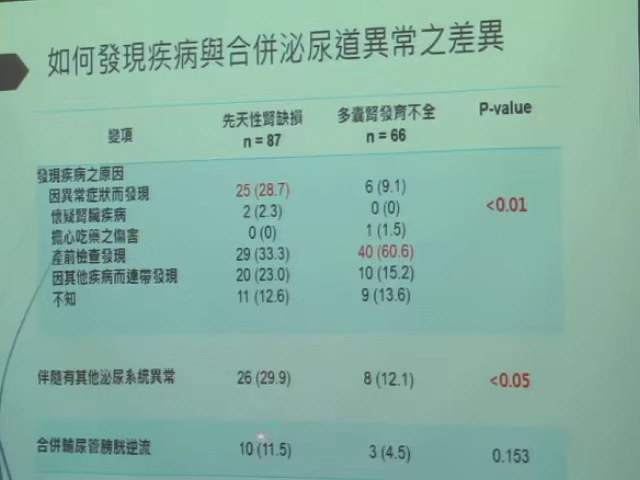 如何發現疾病與合併泌尿道異常之差異
變項 先天性腎缺損 n = 87 多囊腎發育不全 n = 66 P-value
發現疾病之原因 <0.01
因異常症狀而發現 25 (28.7) 6 (9.1)
懷疑腎臟疾病 2 (2.3) 0 (0)
擔心吃藥之傷害 0 (0) 1 (1.5)
產前檢查發現 29 (33.3) 40 (60.6)
因其他疾病而連帶發現 20 (23.0) 10 (15.2)
不知 11 (12.6) 9 (13.6)
伴隨有其他泌尿系統異常 26 (29.9) 8 (12.1) <0.05
合併輸尿管膀胱逆流 10 (11.5) 3 (4.5) 0.153